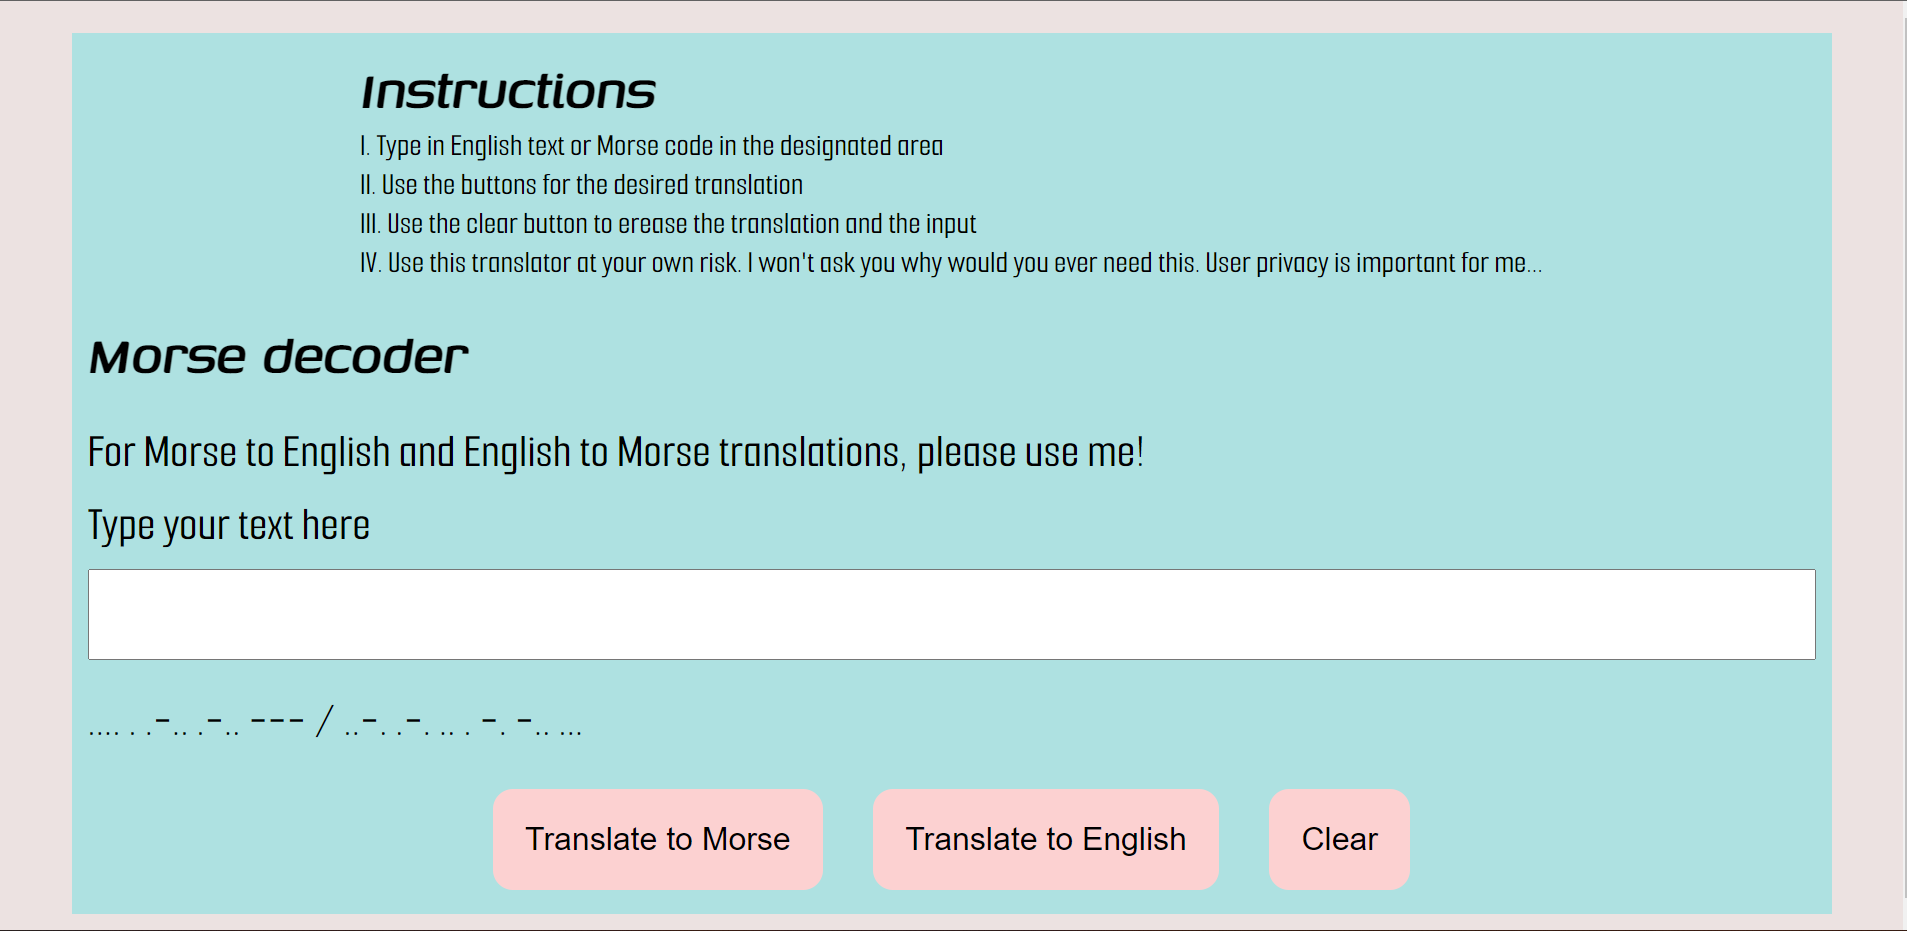 Instructions
I. Type in English text or Morse code in the designated area
II. Use the buttons for the desired translation
III. Use the clear button to erease the translation and the input
IV. Use this translator at your own risk. I won't ask you why would you ever need this. User privacy is important for me...
Morse decoder
For Morse to English and English to Morse translations, please use me!
Type your text here
.... . .-.. .-.. --- / ..-. .-. .. . -. -.. ...
Translate to Morse
Translate to English
Clear